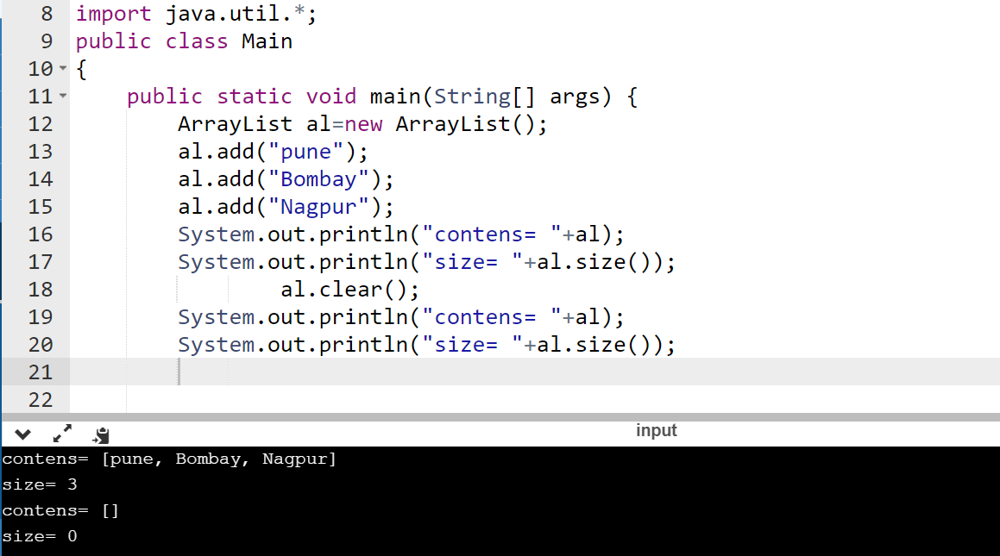 8 import java.util.*;
9 public class Main
10 {
11 public static void main(String[] args) {
12 ArrayList al=new ArrayList();
13 al.add("pune");
14 al.add("Bombay");
15 al.add("Nagpur");
16 System.out.println("contens= "+al);
17 System.out.println("size= "+al.size());
18 al.clear();
19 System.out.println("contens= "+al);
20 System.out.println("size= "+al.size());
21
22
input
contens= [pune, Bombay, Nagpur]
size= 3
contens= []
size= 0